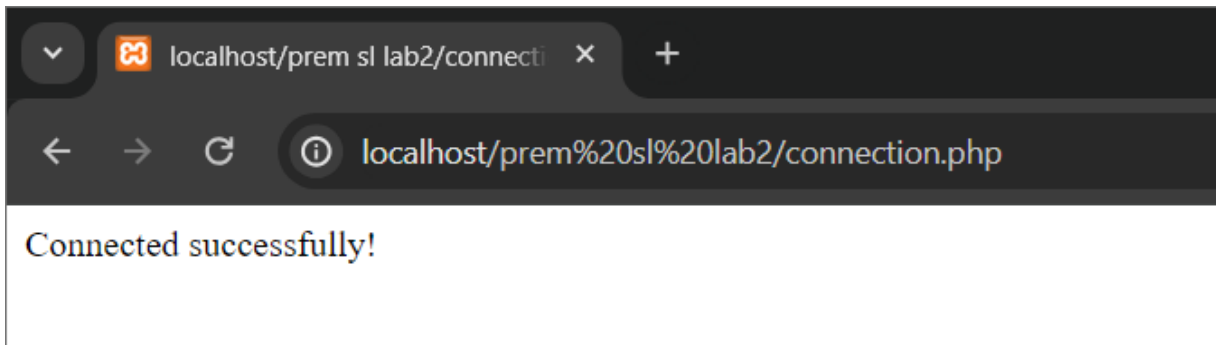 localhost/prem sl lab2/connecti
localhost/prem%20sl%20lab2/connection.php
Connected successfully!